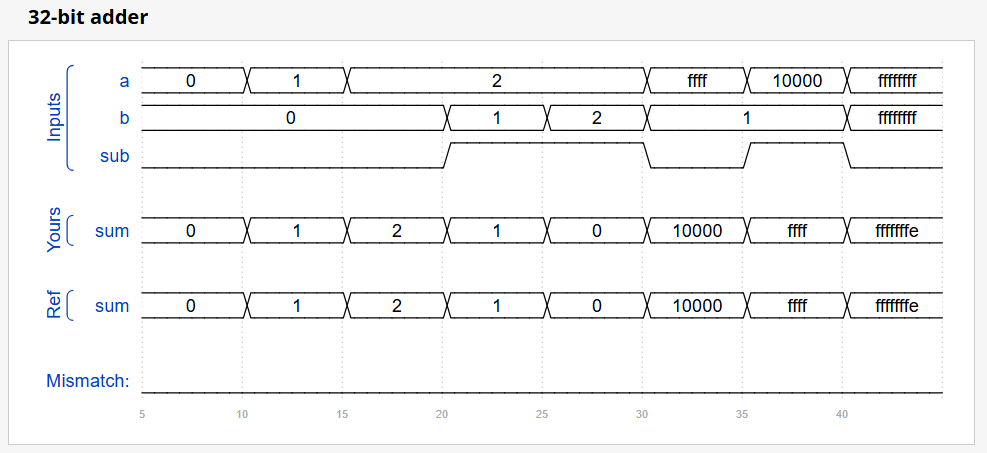 32-bit adder
Inputs
a 0 1 2 ffff 10000 ffffffff
b 0 1 2 1 ffffffff
sub
Yours
sum 0 1 2 1 0 10000 ffff fffffffe
Ref
sum 0 1 2 1 0 10000 ffff fffffffe
Mismatch:
5 10 15 20 25 30 35 40